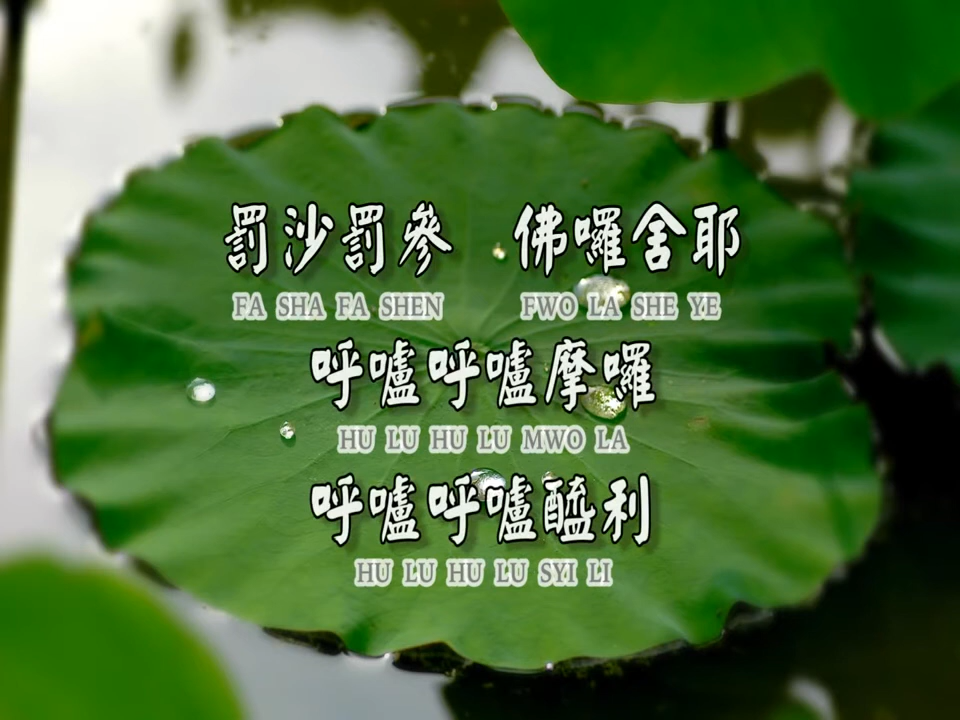 罰沙罰參 佛囉舍耶
FA SHA FA SHEN FWO LA SHE YE
呼嚧呼嚧摩囉
HU LU HU LU MWO LA
呼嚧呼嚧醯利
HU LU HU LU SYI LI